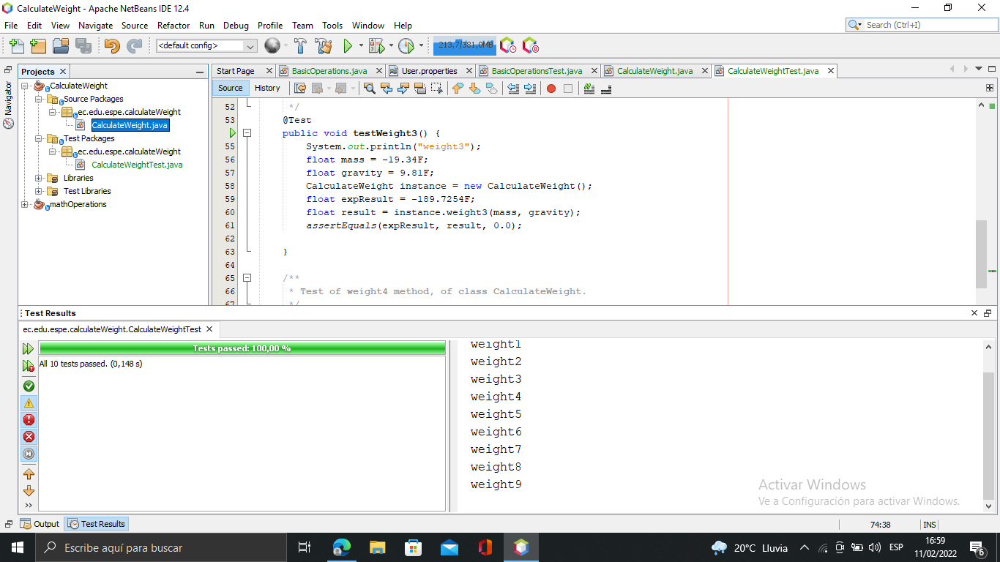 CalculateWeight - Apache NetBeans IDE 12.4
File Edit View Navigate Source Refactor Run Debug Profile Team Tools Window Help
Search (Ctrl+I)
<default config>
213,7/381,0MB
Projects
Start Page
BasicOperations.java
User.properties
BasicOperationsTest.java
CalculateWeight.java
CalculateWeightTest.java
Navigator
CalculateWeight
Source Packages
ec.edu.espe.calculateWeight
CalculateWeight.java
Test Packages
ec.edu.espe.calculateWeight
CalculateWeightTest.java
Libraries
Test Libraries
mathOperations
Source History
52 */
53 @Test
public void testWeight3() {
55 System.out.println("weight3");
56 float mass = -19.34F;
57 float gravity = 9.81F;
58 CalculateWeight instance = new CalculateWeight();
59 float expResult = -189.7254F;
60 float result = instance.weight3(mass, gravity);
61 assertEquals(expResult, result, 0.0);
62
63 }
64
65 /**
66 * Test of weight4 method, of class CalculateWeight.
67 */
Test Results
ec.edu.espe.calculateWeight.CalculateWeightTest
Tests passed: 100,00 %
All 10 tests passed. (0,148 s)
weight1
weight2
weight3
weight4
weight5
weight6
weight7
weight8
weight9
Activar Windows
Ve a Configuración para activar Windows.
Output
Test Results
74:38
INS
Escribe aquí para buscar
20°C Lluvia
ESP
16:59
11/02/2022
6